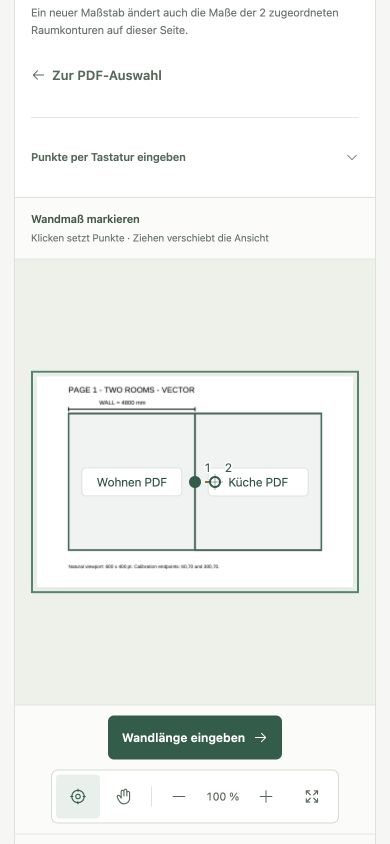 Ein neuer Maßstab ändert auch die Maße der 2 zugeordneten
Raumkonturen auf dieser Seite.
← Zur PDF-Auswahl
Punkte per Tastatur eingeben
Wandmaß markieren
Klicken setzt Punkte · Ziehen verschiebt die Ansicht
PAGE 1 - TWO ROOMS - VECTOR
WALL = 4800 mm
1 2
Wohnen PDF Küche PDF
Natural viewport: 600 x 400 pt. Calibration endpoints: 60,70 and 300,70.
Wandlänge eingeben →
100 %